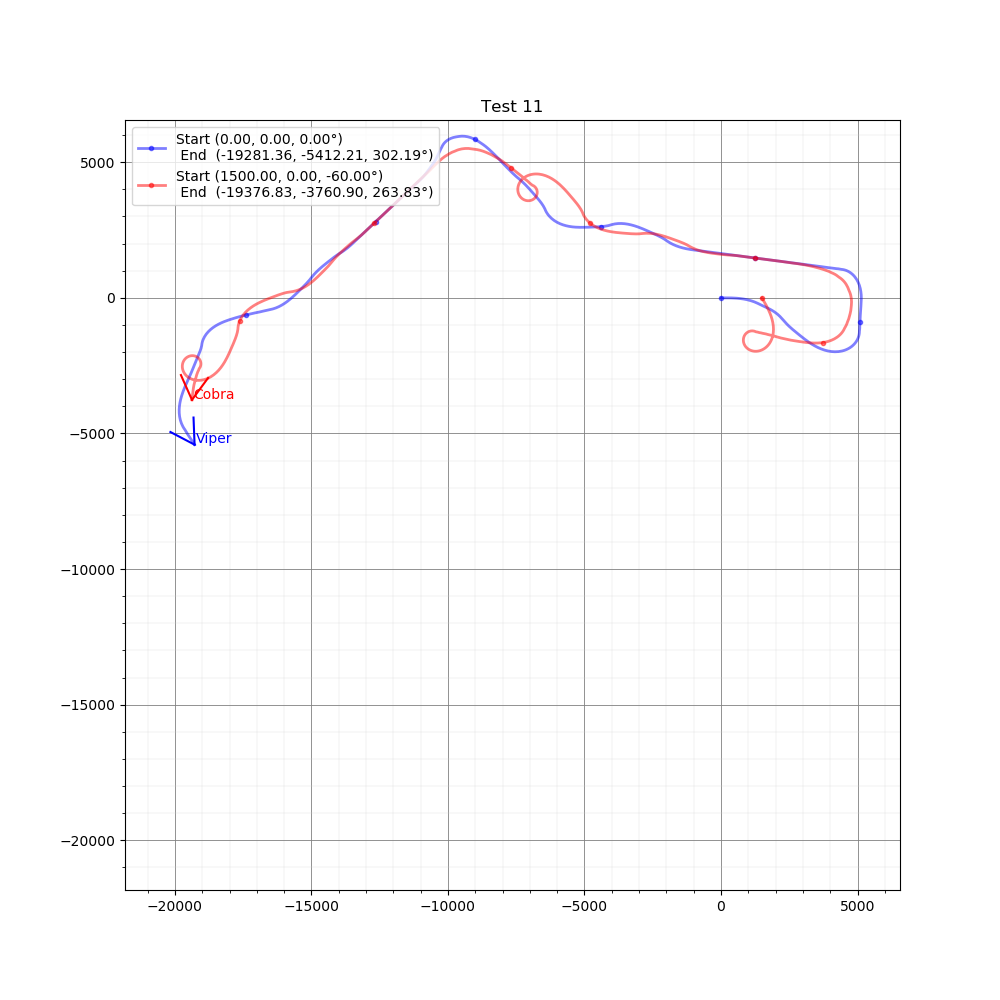 Test 11
Start (0.00, 0.00, 0.00°)
End (-19281.36, -5412.21, 302.19°)
Start (1500.00, 0.00, -60.00°)
End (-19376.83, -3760.90, 263.83°)
5000
0
−5000
−10000
−15000
−20000
Cobra
Viper
−20000 −15000 −10000 −5000 0 5000